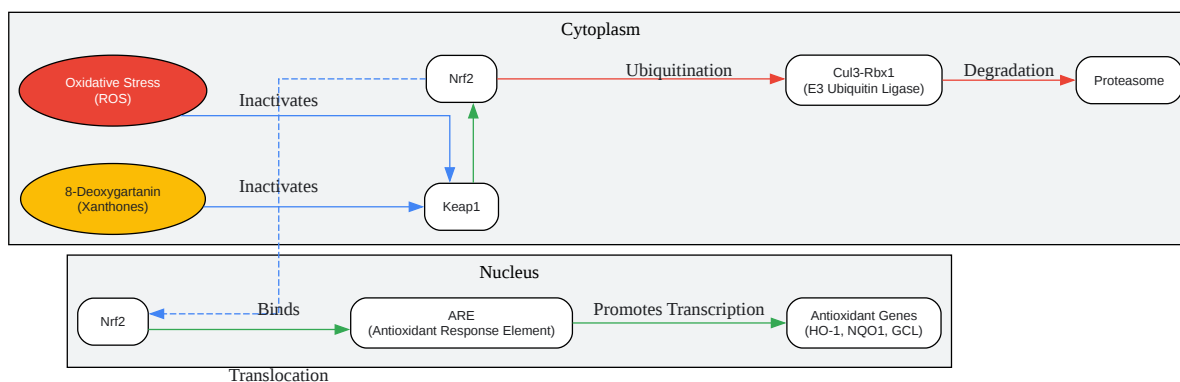 Cytoplasm
Oxidative Stress
(ROS)
Inactivates
Nrf2
Ubiquitination
Cul3-Rbx1
(E3 Ubiquitin Ligase)
Degradation
Proteasome
8-Deoxygartanin
(Xanthones)
Inactivates
Keap1
Nucleus
Nrf2
Binds
ARE
(Antioxidant Response Element)
Promotes Transcription
Antioxidant Genes
(HO-1, NQO1, GCL)
Translocation